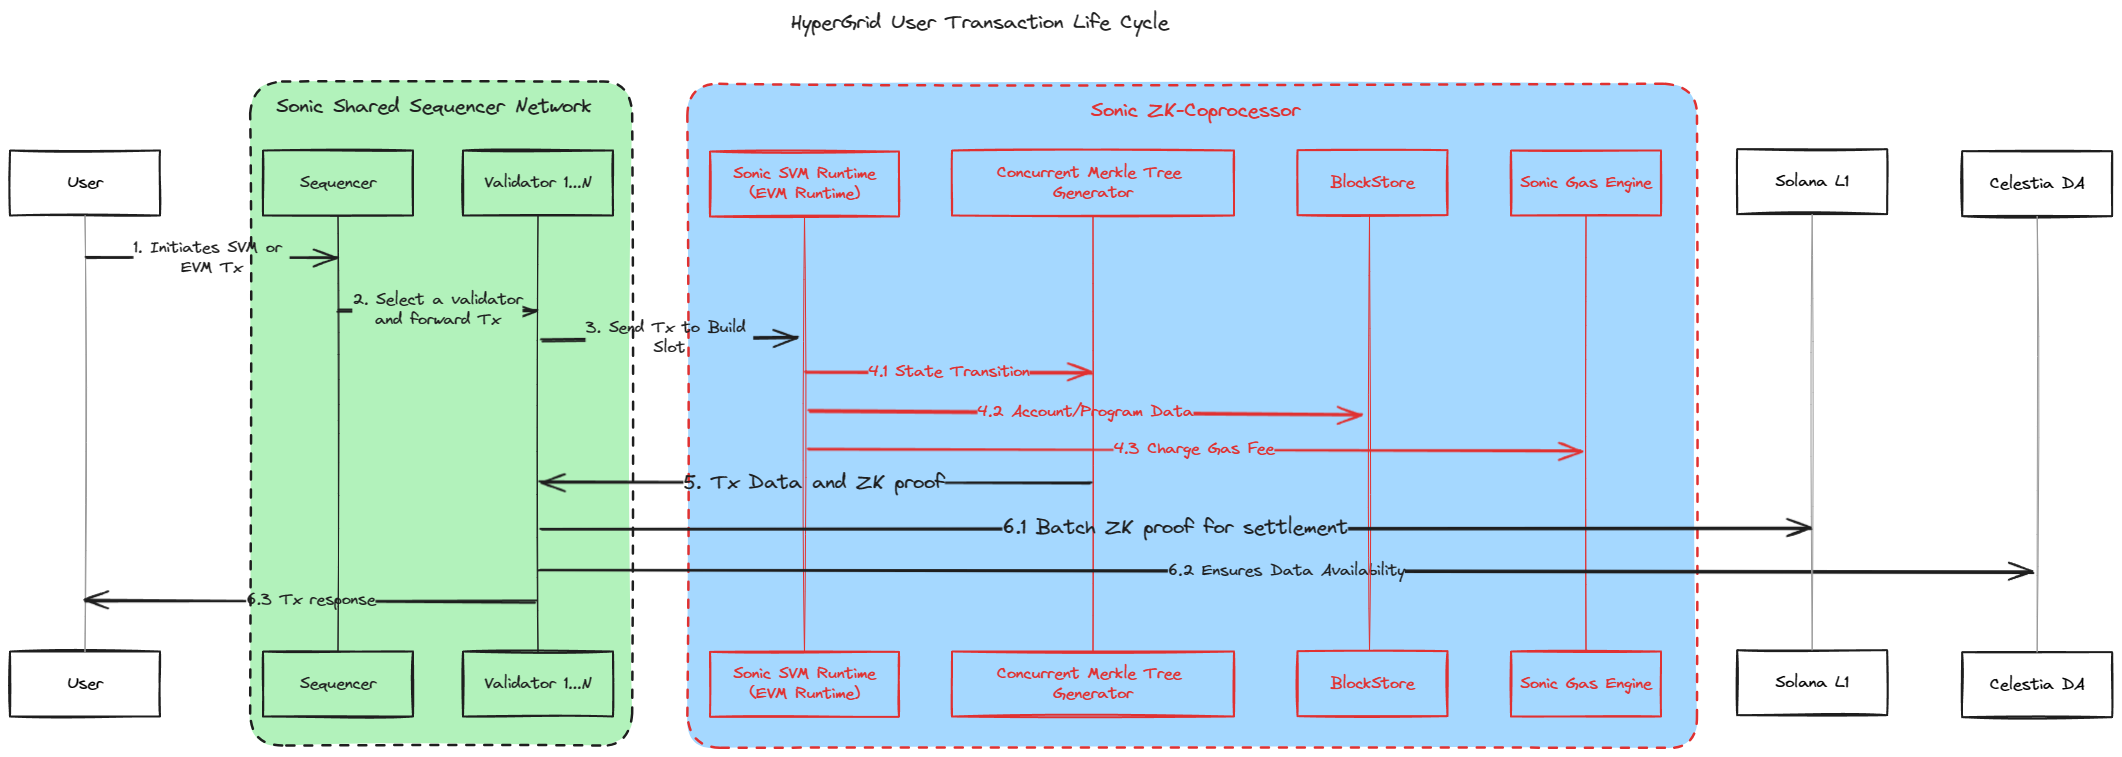 HyperGrid User Transaction Life Cycle
Sonic Shared Sequencer Network
Sonic ZK-Coprocessor
User
Sequencer
Validator 1...N
Sonic SVM Runtime
(EVM Runtime)
Concurrent Merkle Tree
Generator
BlockStore
Sonic Gas Engine
Solana L1
Celestia DA
1. Initiates SVM or
EVM Tx
2. Select a validator
and forward Tx
3. Send Tx to Build
Slot
4.1 State Transition
4.2 Account/Program Data
4.3 Charge Gas Fee
5. Tx Data and ZK proof
6.1 Batch ZK proof for settlement
6.2 Ensures Data Availability
6.3 Tx response
User
Sequencer
Validator 1...N
Sonic SVM Runtime
(EVM Runtime)
Concurrent Merkle Tree
Generator
BlockStore
Sonic Gas Engine
Solana L1
Celestia DA